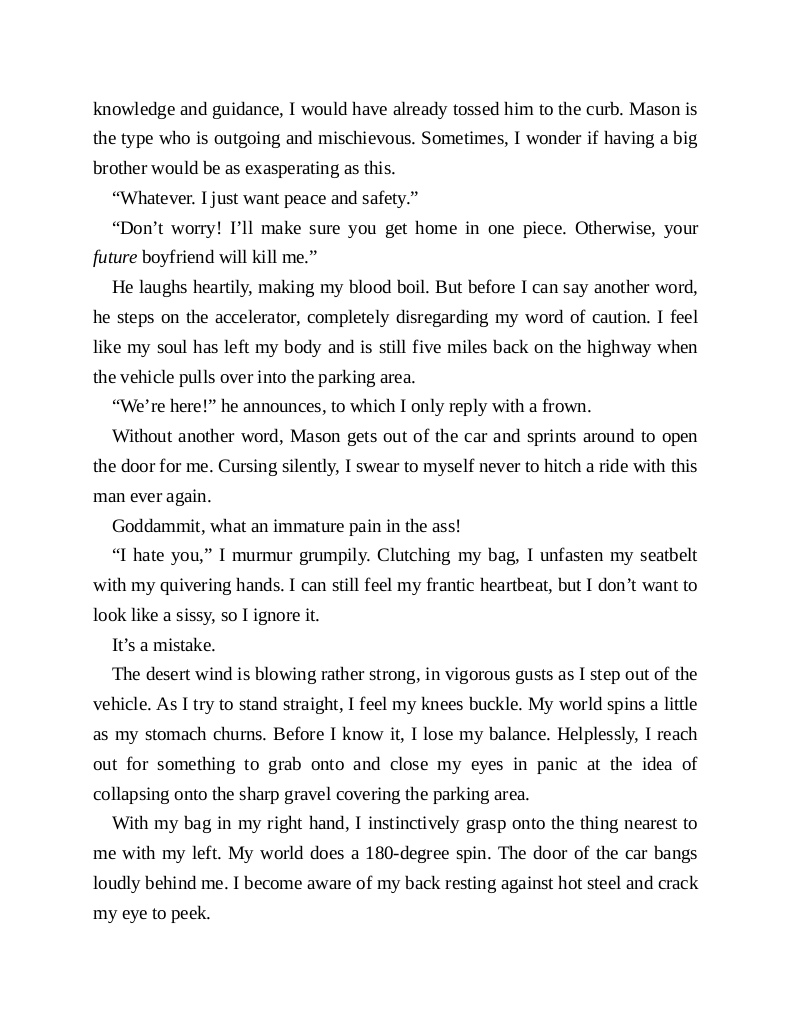 knowledge and guidance, I would have already tossed him to the curb. Mason is
the type who is outgoing and mischievous. Sometimes, I wonder if having a big
brother would be as exasperating as this.
“Whatever. I just want peace and safety.”
“Don’t worry! I’ll make sure you get home in one piece. Otherwise, your
future boyfriend will kill me.”
He laughs heartily, making my blood boil. But before I can say another word,
he steps on the accelerator, completely disregarding my word of caution. I feel
like my soul has left my body and is still five miles back on the highway when
the vehicle pulls over into the parking area.
“We’re here!” he announces, to which I only reply with a frown.
Without another word, Mason gets out of the car and sprints around to open
the door for me. Cursing silently, I swear to myself never to hitch a ride with this
man ever again.
Goddammit, what an immature pain in the ass!
“I hate you,” I murmur grumpily. Clutching my bag, I unfasten my seatbelt
with my quivering hands. I can still feel my frantic heartbeat, but I don’t want to
look like a sissy, so I ignore it.
It’s a mistake.
The desert wind is blowing rather strong, in vigorous gusts as I step out of the
vehicle. As I try to stand straight, I feel my knees buckle. My world spins a little
as my stomach churns. Before I know it, I lose my balance. Helplessly, I reach
out for something to grab onto and close my eyes in panic at the idea of
collapsing onto the sharp gravel covering the parking area.
With my bag in my right hand, I instinctively grasp onto the thing nearest to
me with my left. My world does a 180-degree spin. The door of the car bangs
loudly behind me. I become aware of my back resting against hot steel and crack
my eye to peek.